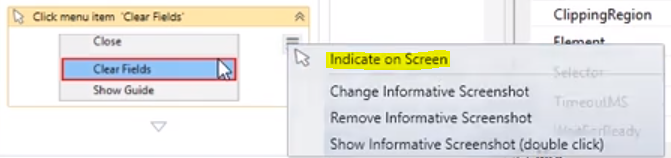 Click menu item 'Clear Fields'
Close
Clear Fields
Show Guide
Indicate on Screen
Change Informative Screenshot
Remove Informative Screenshot
Show Informative Screenshot (double click)
ClippingRegion
Element
Selector
TimeoutMS
WaitForReady